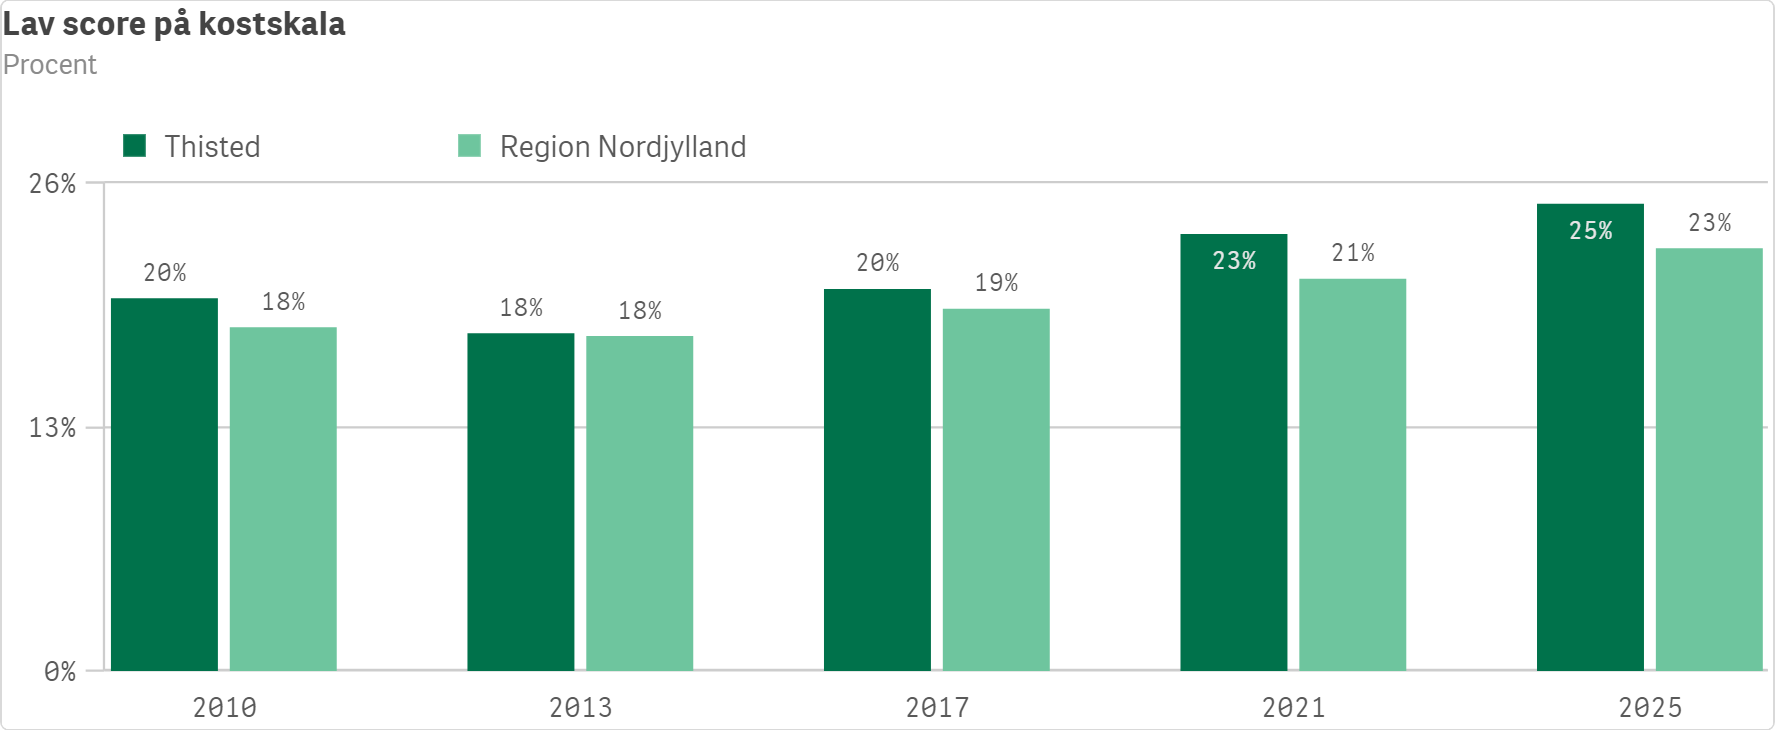 Lav score på kostskala
Procent
Thisted Region Nordjylland
26%
13%
0%
20% 18% 18% 18% 20% 19% 23% 21% 25% 23%
2010 2013 2017 2021 2025